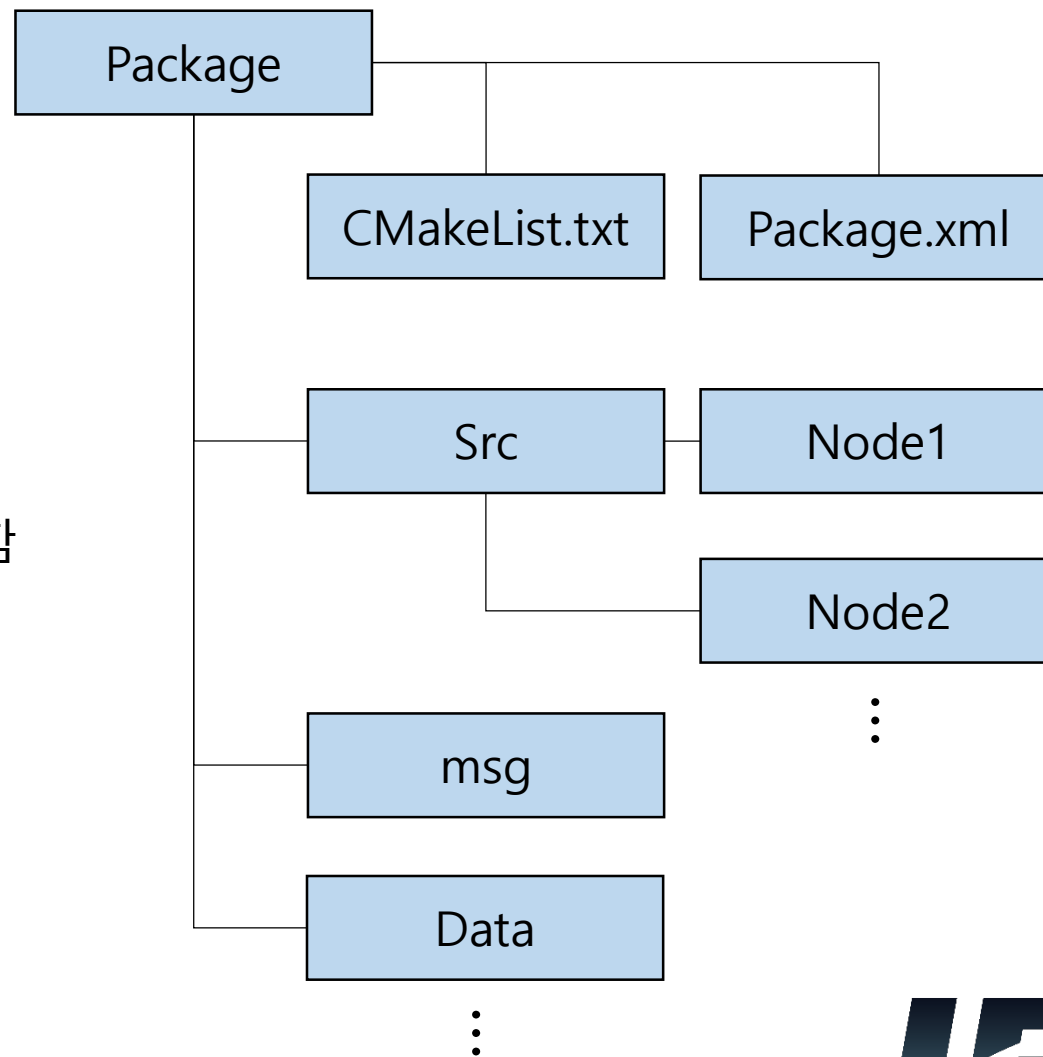 Package
CMakeList.txt
Package.xml
Src
Node1
Node2
msg
Data